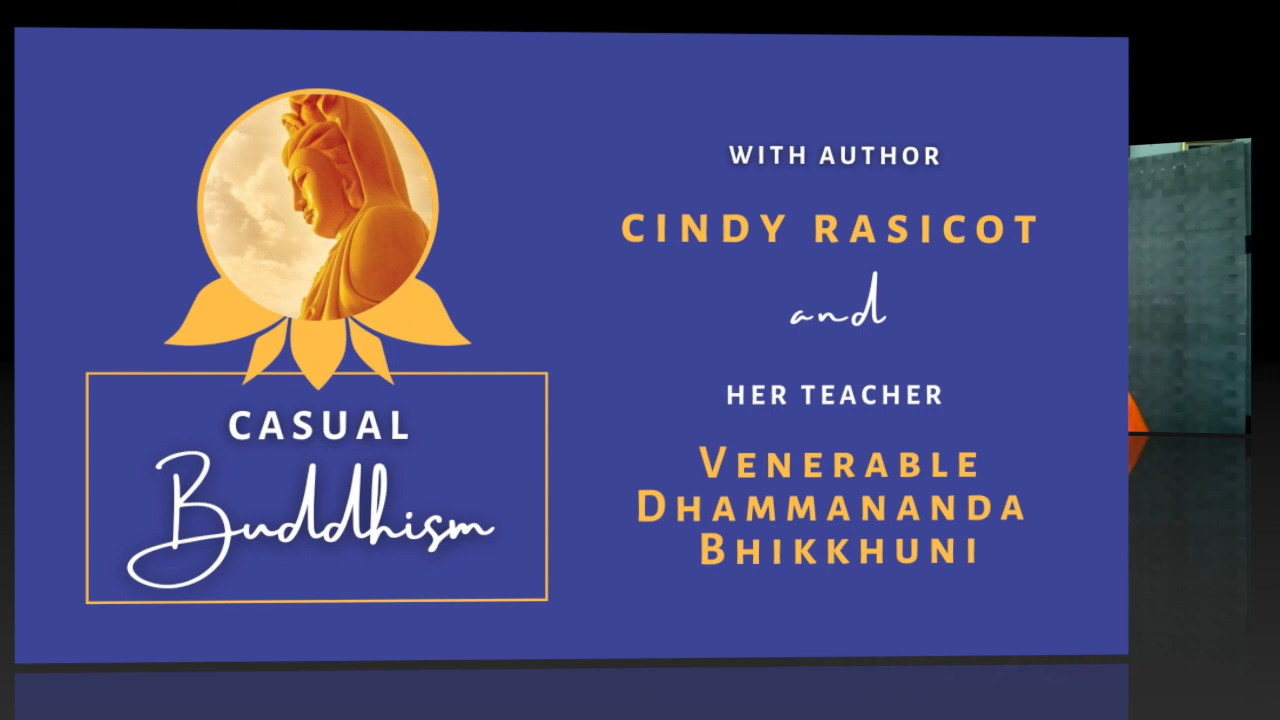 CASUAL
Buddhism
WITH AUTHOR
CINDY RASICOT
and
HER TEACHER
VENERABLE
DHAMMANANDA
BHIKKHUNI